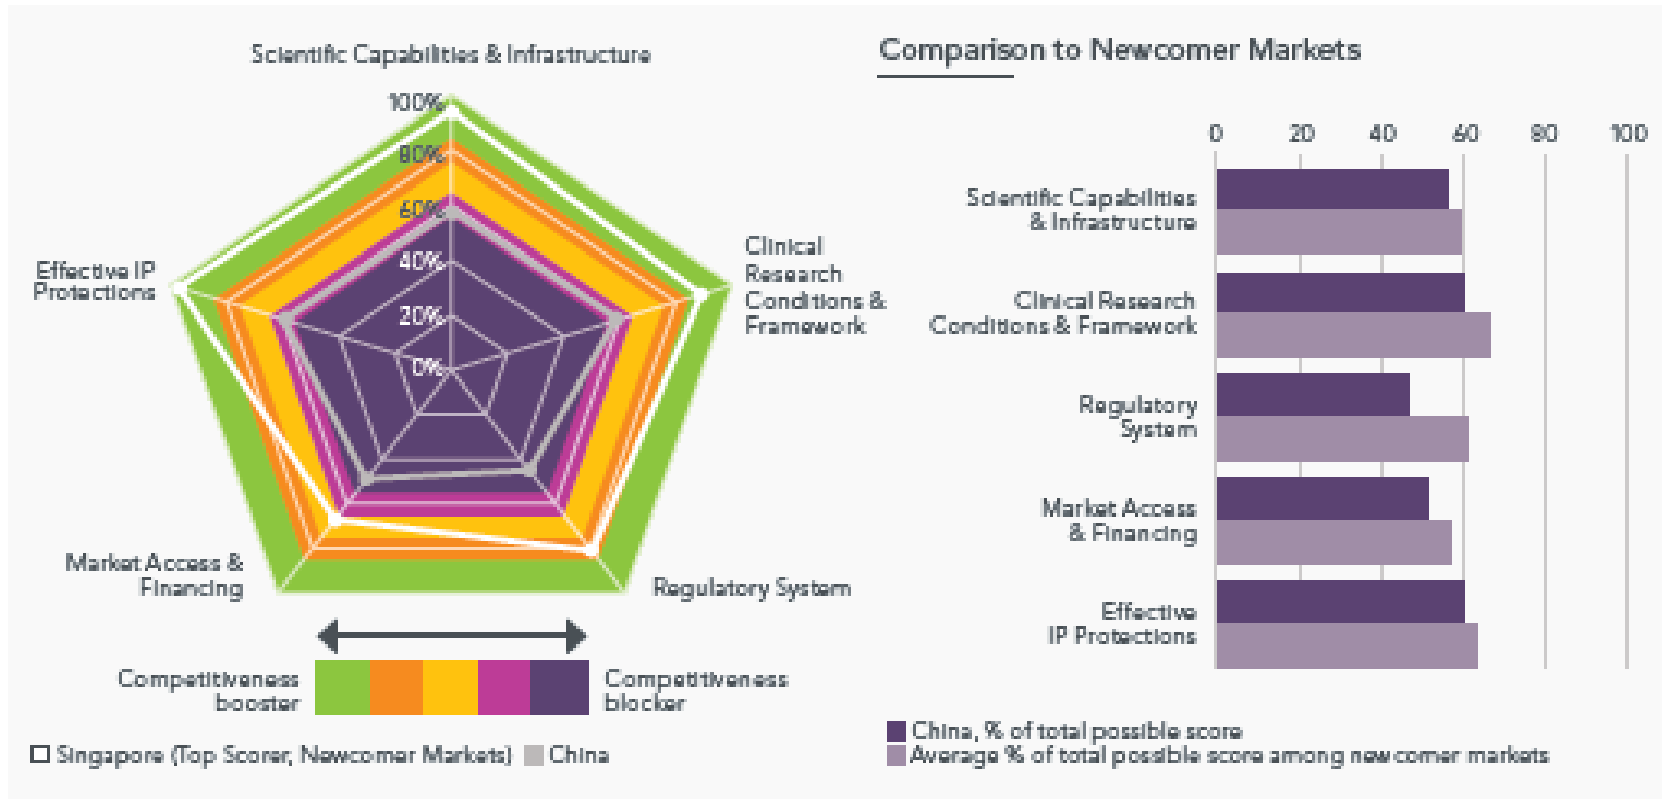 Scientific Capabilities & Infrastructure
100%
80%
60%
40%
20%
0%
Clinical
Research
Conditions &
Framework
Effective IP
Protections
Market Access &
Financing
Regulatory System
Competitiveness
booster
Competitiveness
blocker
Singapore (Top Scorer, Newcomer Markets) China
Comparison to Newcomer Markets
0 20 40 60 80 100
Scientific Capabilities
& Infrastructure
Clinical Research
Conditions & Framework
Regulatory
System
Market Access
& Financing
Effective
IP Protections
China, % of total possible score
Average % of total possible score among newcomer markets